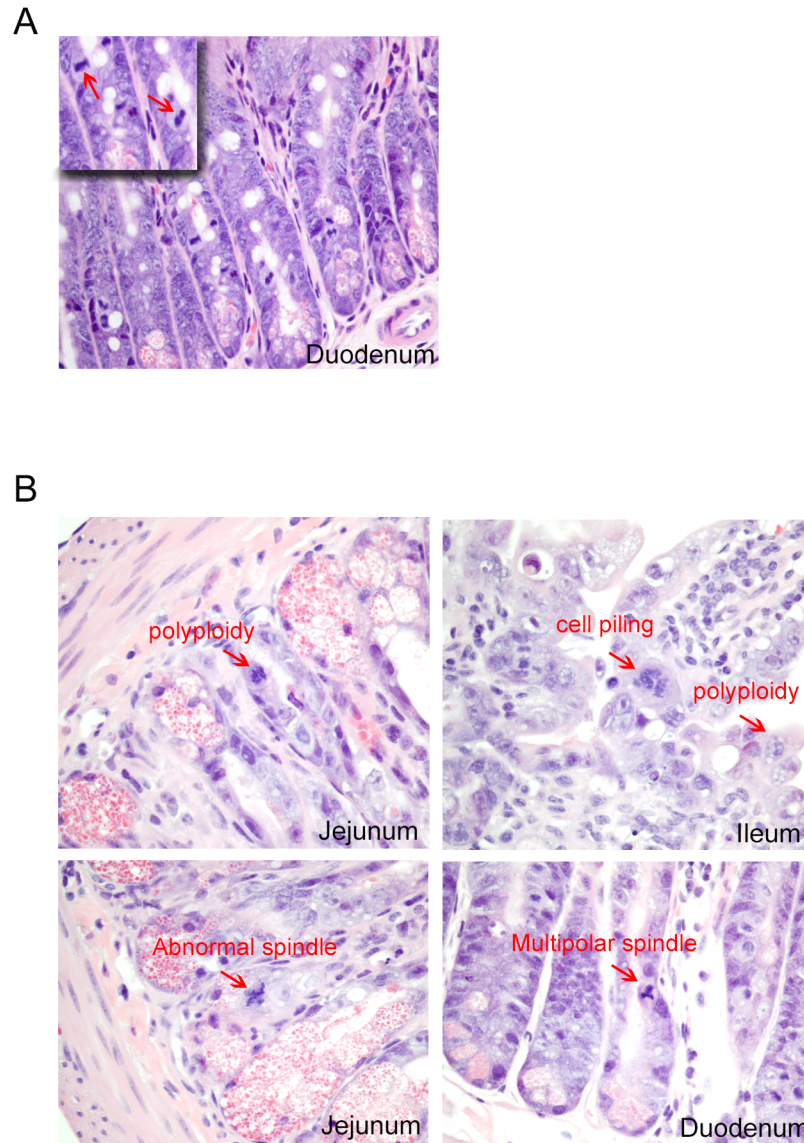 A
Duodenum
B
polyploidy
Jejunum
cell piling
polyploidy
Ileum
Abnormal spindle
Jejunum
Multipolar spindle
Duodenum